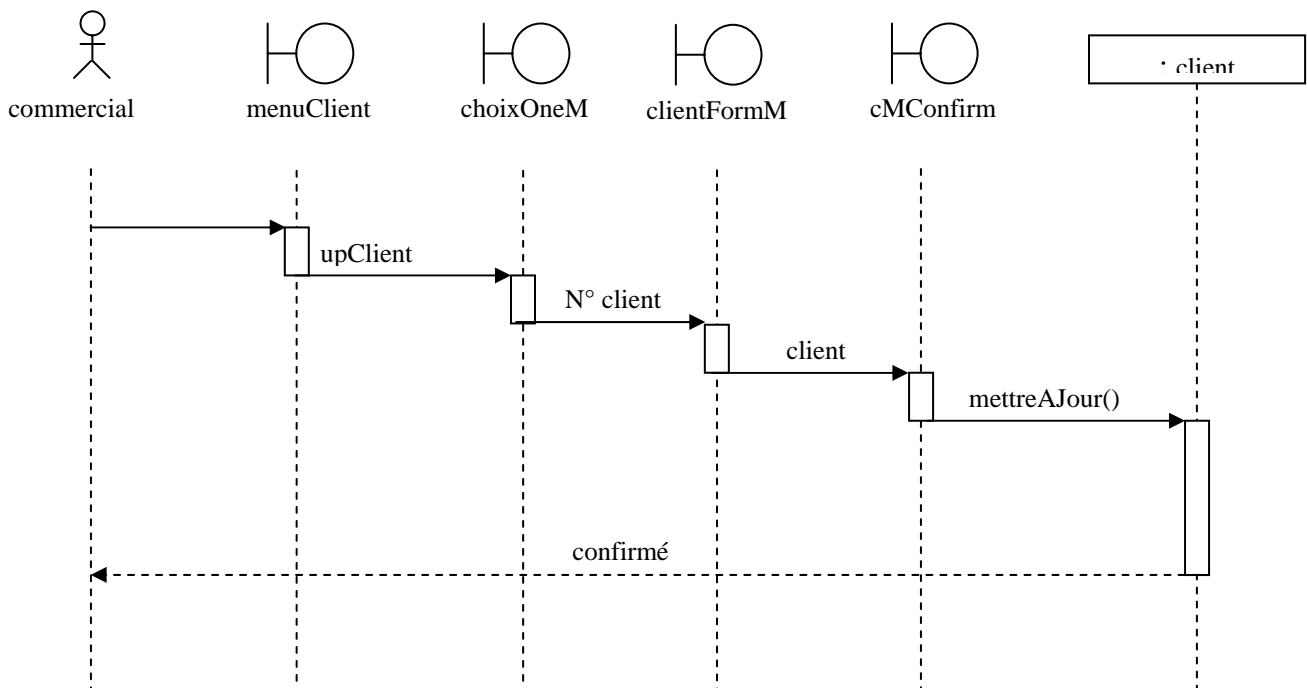 : client
commercial
menuClient
choixOneM
clientFormM
cMConfirm
upClient
N° client
client
mettreAJour()
confirmé